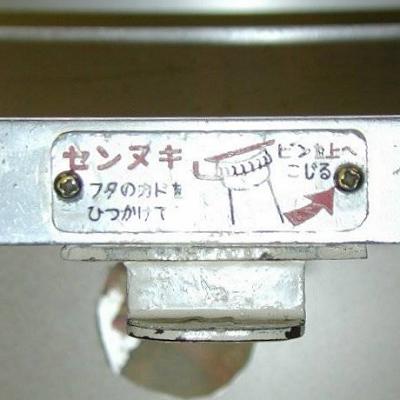 センヌキ
フタのカドを
ひっかけて
ビンを上へ
こじる